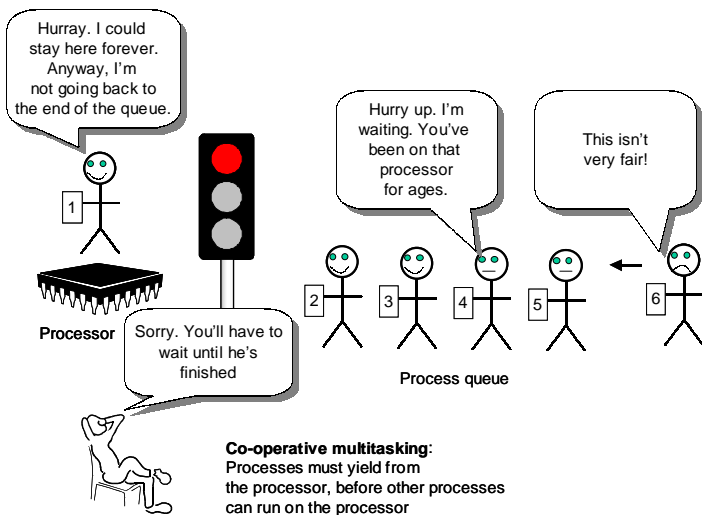 Hurray. I could
stay here forever.
Anyway, I'm
not going back to
the end of the queue.
Hurry up. I'm
waiting. You've
been on that
processor
for ages.
This isn't
very fair!
1
2
3
4
5
6
Processor
Sorry. You'll have to
wait until he's
finished
Process queue
Co-operative multitasking:
Processes must yield from
the processor, before other processes
can run on the processor